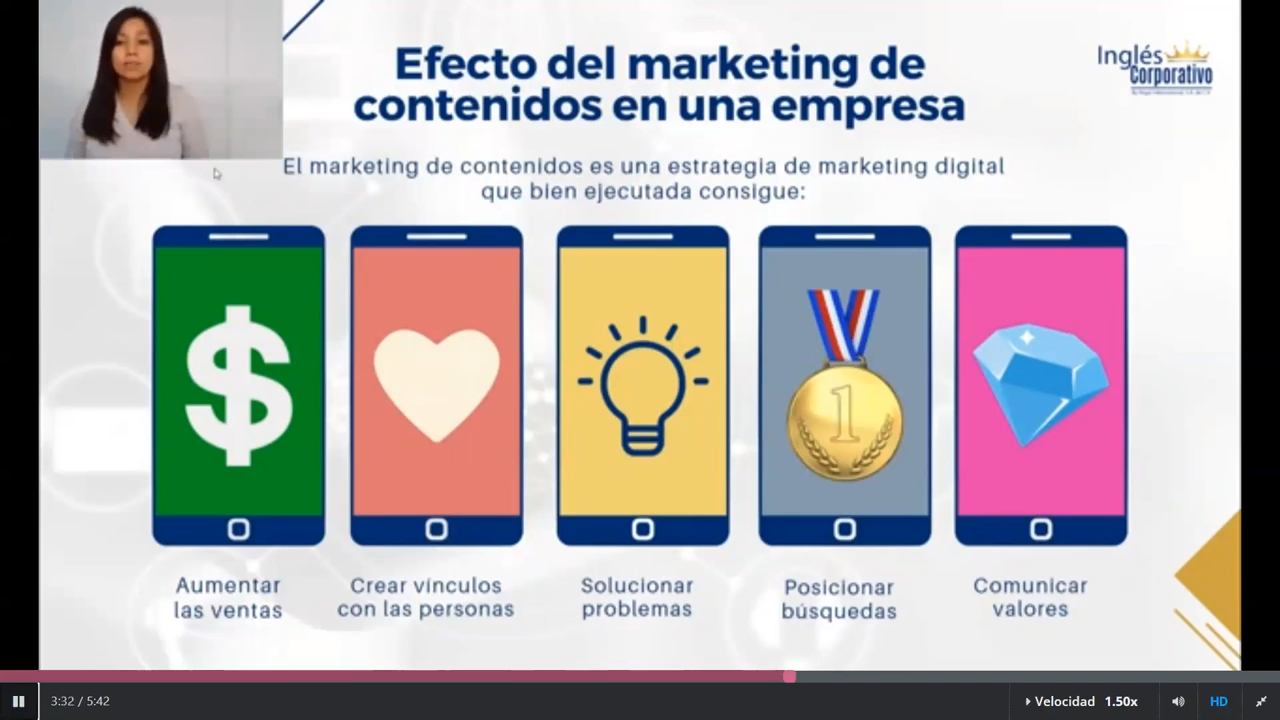 Efecto del marketing de
contenidos en una empresa
Inglés
Corporativo
El marketing de contenidos es una estrategia de marketing digital
que bien ejecutada consigue:
1
Aumentar
las ventas
Crear vínculos
con las personas
Solucionar
problemas
Posicionar
búsquedas
Comunicar
valores
3:32 / 5:42
Velocidad 1.50x
HD